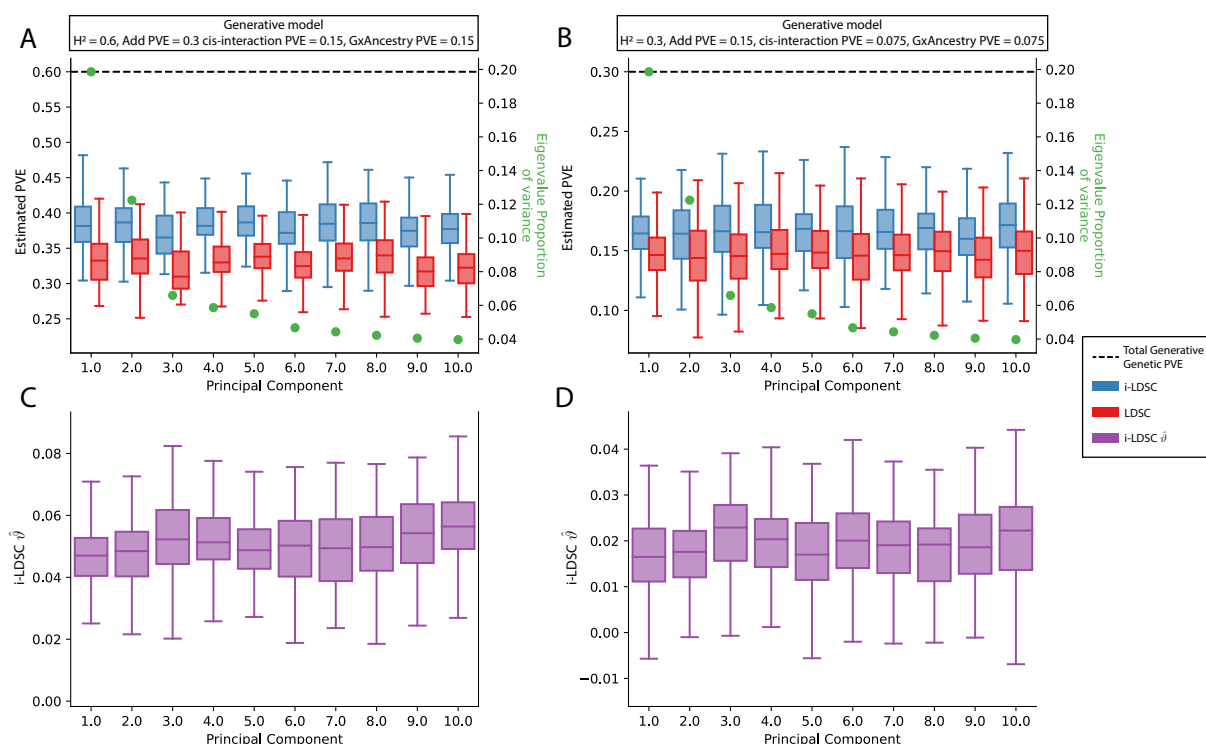 A
Generative model
H² = 0.6, Add PVE = 0.3 cis-interaction PVE = 0.15, GxAncestry PVE = 0.15
0.60
0.55
0.50
0.45
0.40
0.35
0.30
0.25
Estimated PVE
0.20
0.18
0.16
0.14
0.12
0.10
0.08
0.06
0.04
Eigenvalue Proportion
of variance
1.0 2.0 3.0 4.0 5.0 6.0 7.0 8.0 9.0 10.0
Principal Component
B
Generative model
H² = 0.3, Add PVE = 0.15, cis-interaction PVE = 0.075, GxAncestry PVE = 0.075
0.30
0.25
0.20
0.15
0.10
Estimated PVE
0.20
0.18
0.16
0.14
0.12
0.10
0.08
0.06
0.04
Eigenvalue Proportion
of variance
1.0 2.0 3.0 4.0 5.0 6.0 7.0 8.0 9.0 10.0
Principal Component
Total Generative
Genetic PVE
i-LDSC
LDSC
i-LDSC ϑ̂
C
0.08
0.06
0.04
0.02
0.00
i-LDSC ϑ̂
1.0 2.0 3.0 4.0 5.0 6.0 7.0 8.0 9.0 10.0
Principal Component
D
0.04
0.03
0.02
0.01
0.00
−0.01
i-LDSC ϑ̂
1.0 2.0 3.0 4.0 5.0 6.0 7.0 8.0 9.0 10.0
Principal Component